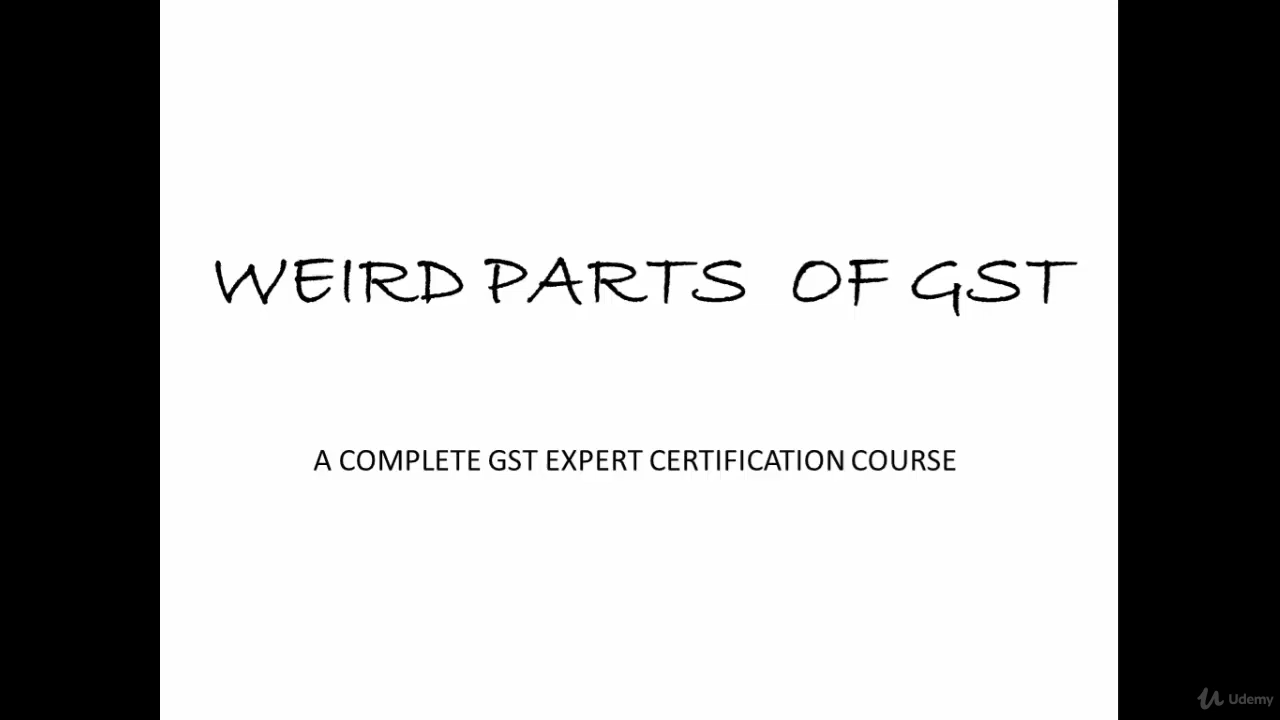 WEIRD PARTS OF GST
A COMPLETE GST EXPERT CERTIFICATION COURSE
Udemy